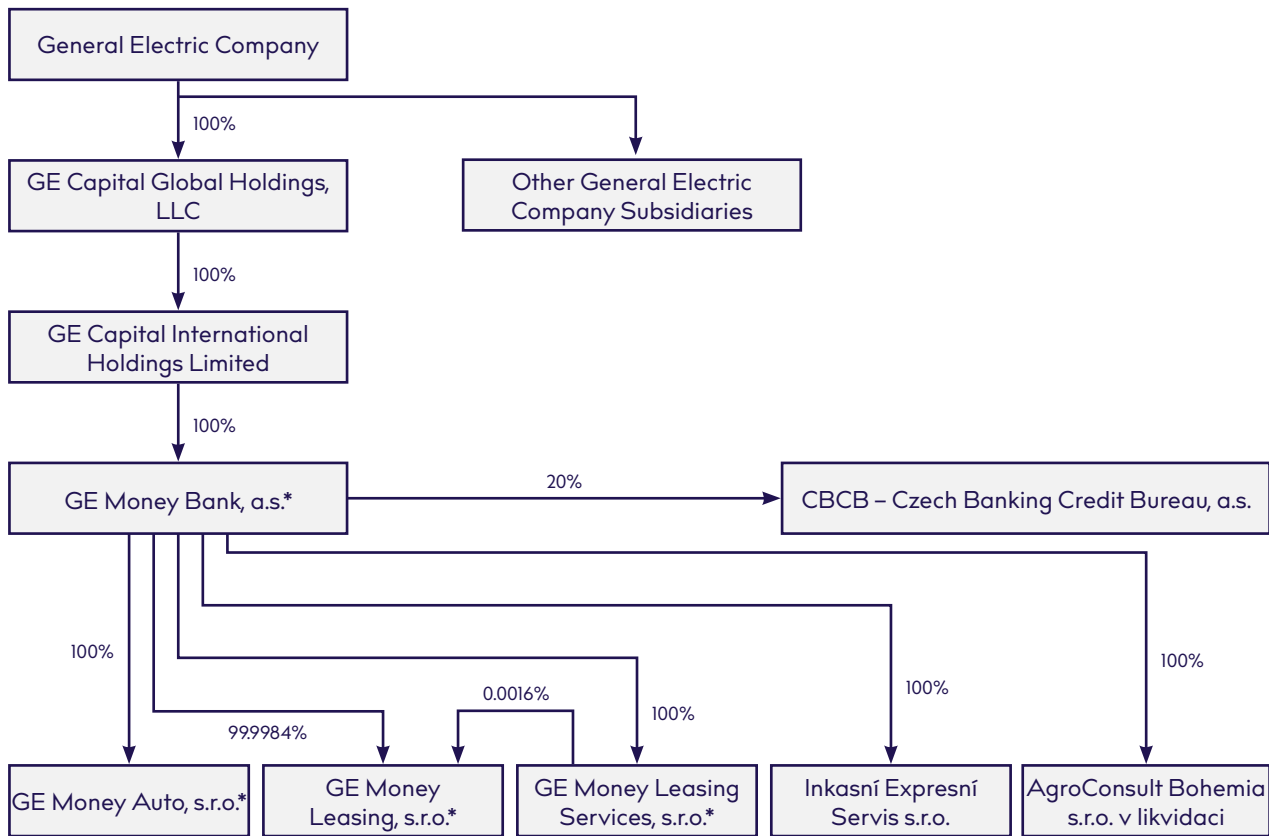 General Electric Company
100%
GE Capital Global Holdings,
LLC
Other General Electric
Company Subsidiaries
100%
GE Capital International
Holdings Limited
100%
GE Money Bank, a.s.*
20%
CBCB – Czech Banking Credit Bureau, a.s.
100%
99.9984%
0.0016%
100%
100%
100%
GE Money Auto, s.r.o.*
GE Money
Leasing, s.r.o.*
GE Money Leasing
Services, s.r.o.*
Inkasní Expresní
Servis s.r.o.
AgroConsult Bohemia
s.r.o. v likvidaci